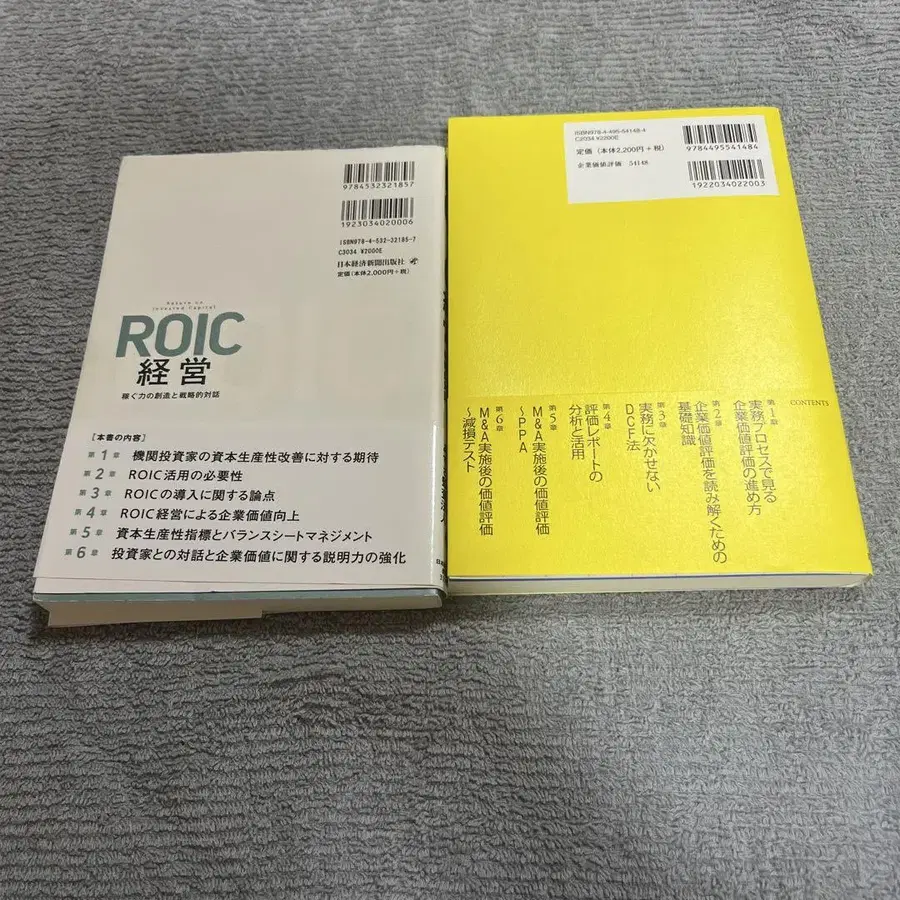 9784532321857
1923034020006
ISBN978-4-532-32185-7
C3034 ¥2000E
日本経済新聞出版社
定価(本体2,000円+税)
Return on
Invested Capital
ROIC
経営
稼ぐ力の創造と戦略的対話
【本書の内容】
第1章 機関投資家の資本生産性改善に対する期待
第2章 ROIC活用の必要性
第3章 ROICの導入に関する論点
第4章 ROIC経営による企業価値向上
第5章 資本生産性指標とバランスシートマネジメント
第6章 投資家との対話と企業価値に関する説明力の強化
ISBN978-4-495-54148-4
C2034 ¥2200E
定価(本体2,200円+税)
企業価値評価 54148
9784495541484
1922034022003
CONTENTS
第1章
実務プロセスで見る
企業価値評価の進め方
第2章
企業価値評価を読み解くための
基礎知識
第3章
実務に欠かせない
DCF法
第4章
評価レポートの
分析と活用
第5章
M&A実施後の価値評価
~PPA
第6章
M&A実施後の価値評価
~減損テスト